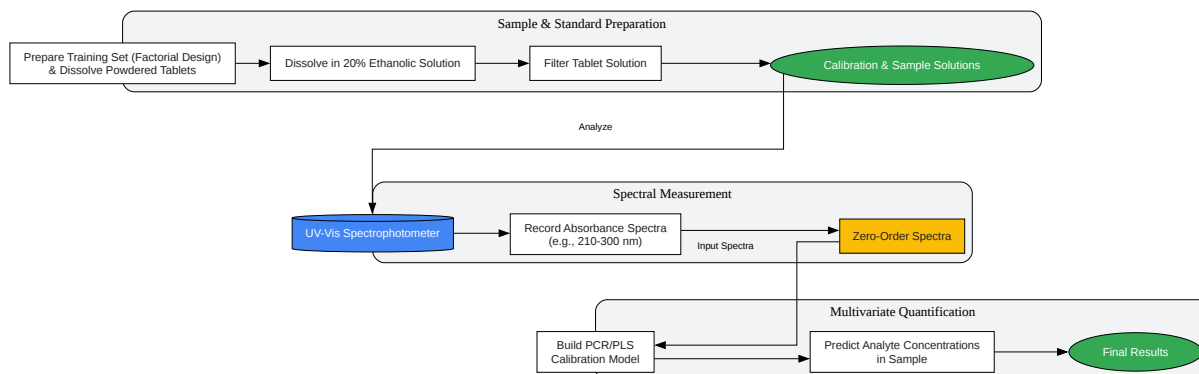 Sample & Standard Preparation
Prepare Training Set (Factorial Design)
& Dissolve Powdered Tablets
Dissolve in 20% Ethanolic Solution
Filter Tablet Solution
Calibration & Sample Solutions
Analyze
Spectral Measurement
UV-Vis Spectrophotometer
Record Absorbance Spectra
(e.g., 210-300 nm)
Input Spectra
Zero-Order Spectra
Multivariate Quantification
Build PCR/PLS
Calibration Model
Predict Analyte Concentrations
in Sample
Final Results